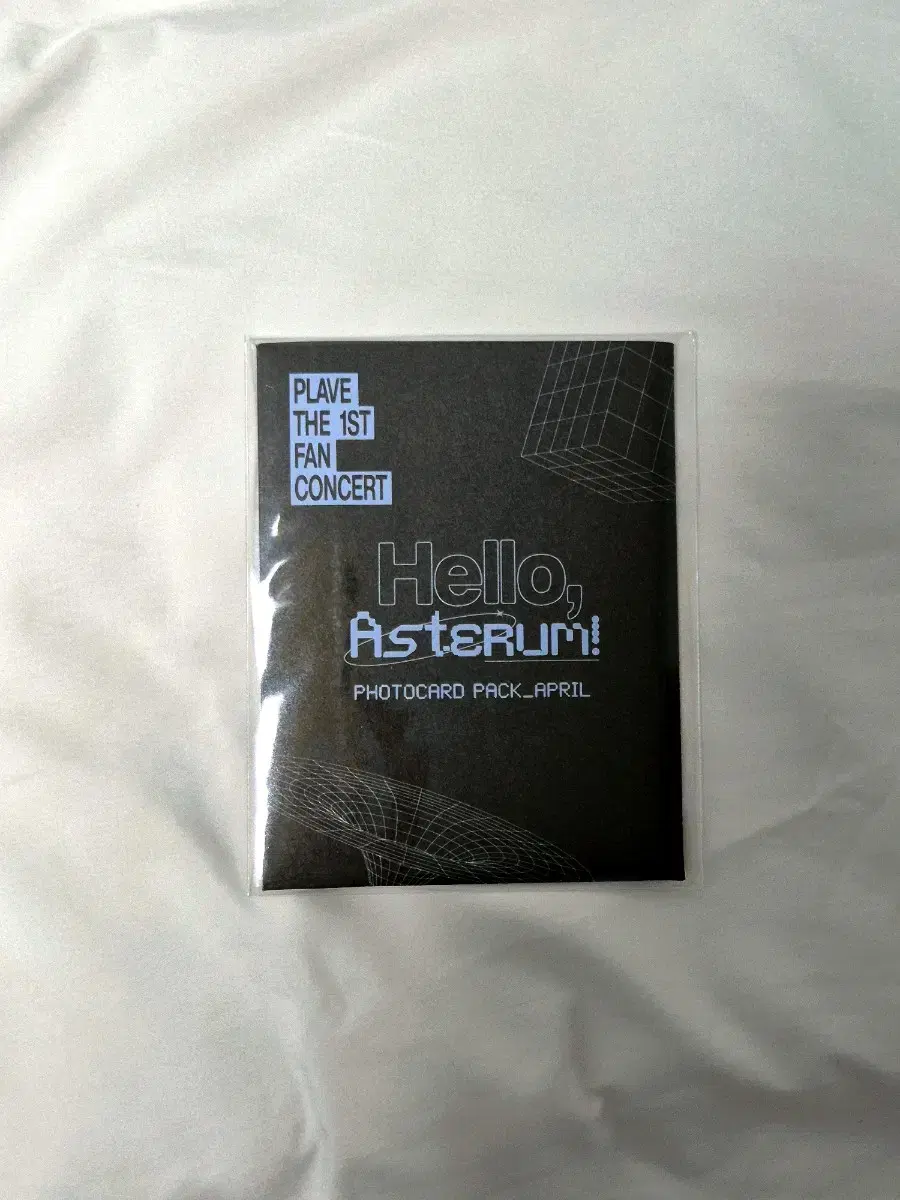 PLAVE
THE 1ST
FAN
CONCERT
Hello,
Asterum!
PHOTOCARD PACK_APRIL